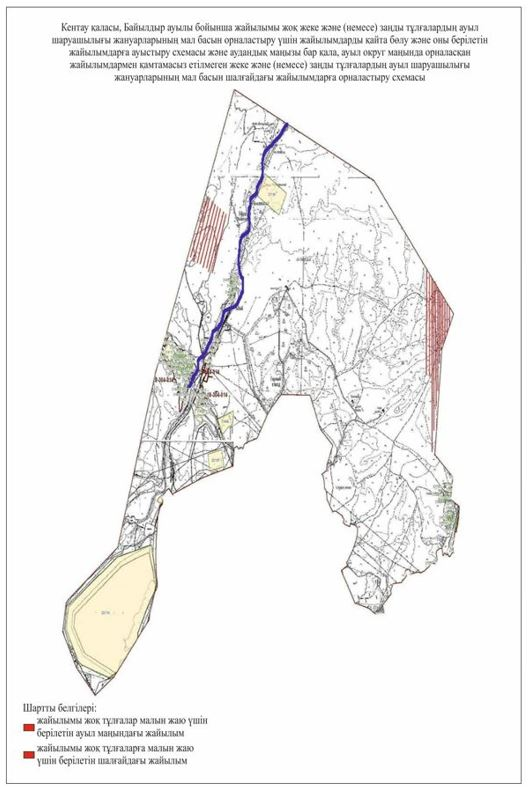 Кентау қаласы, Байылдыр ауылы бойынша жайылымы жоқ жеке және (немесе) заңды тұлғалардың ауыл
шаруашылығы жануарларының мал басын орналастыру үшін жайылымдарды қайта бөлу және оны берілетін
жайылымдарға ауыстыру схемасы және аудандық маңызы бар қала, ауыл округ маңында орналасқан
жайылымдармен қамтамасыз етілмеген жеке және (немесе) заңды тұлғалардың ауыл шаруашылығы
жануарларының мал басын шалғайдағы жайылымдарға орналастыру схемасы
Шартты белгілері:
жайылымы жоқ тұлғалар малын жаю үшін
берілетін ауыл маңындағы жайылым
жайылымы жоқ тұлғаларға малын жаю
үшін берілетін шалғайдағы жайылым